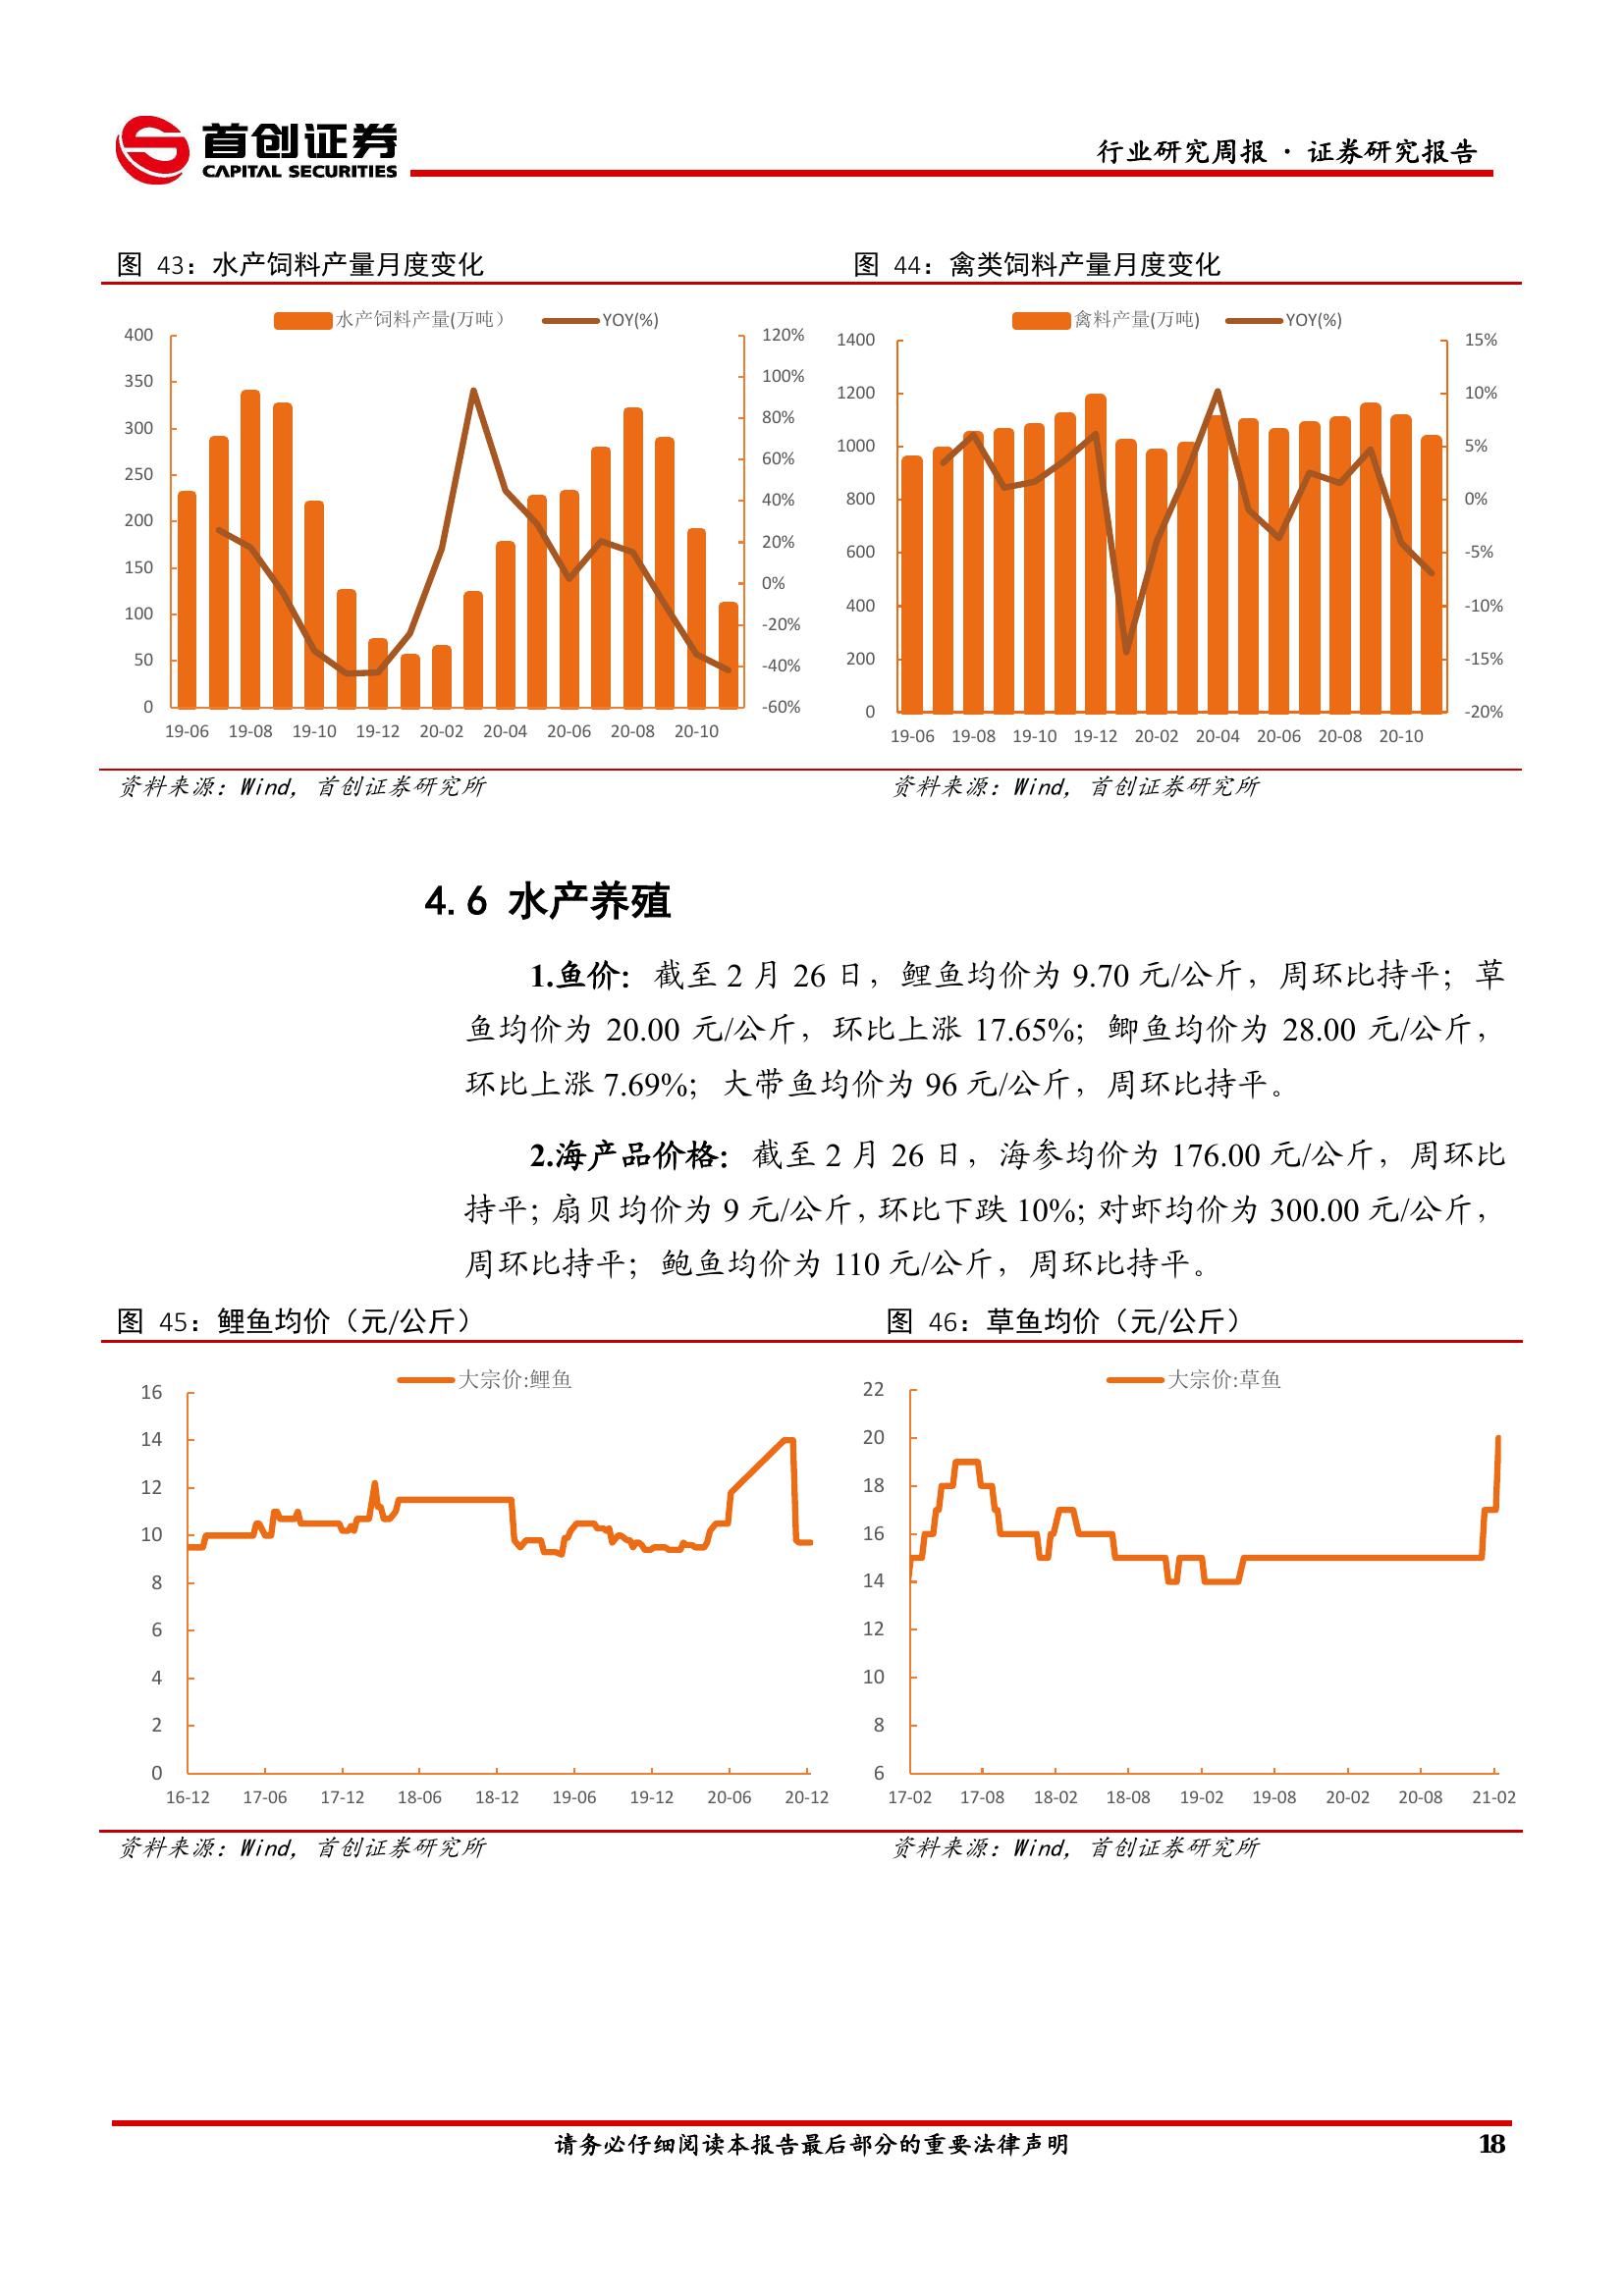 首创证券
CAPITAL SECURITIES
行业研究周报 · 证券研究报告
图 43：水产饲料产量月度变化
图 44：禽类饲料产量月度变化
水产饲料产量(万吨） YOY(%)
400
350
300
250
200
150
100
50
0
120%
100%
80%
60%
40%
20%
0%
-20%
-40%
-60%
19-06 19-08 19-10 19-12 20-02 20-04 20-06 20-08 20-10
禽料产量(万吨) YOY(%)
1400
1200
1000
800
600
400
200
0
15%
10%
5%
0%
-5%
-10%
-15%
-20%
19-06 19-08 19-10 19-12 20-02 20-04 20-06 20-08 20-10
资料来源：Wind，首创证券研究所
资料来源：Wind，首创证券研究所
4.6 水产养殖
1.鱼价：截至 2 月 26 日，鲤鱼均价为 9.70 元/公斤，周环比持平；草
鱼均价为 20.00 元/公斤，环比上涨 17.65%；鲫鱼均价为 28.00 元/公斤，
环比上涨 7.69%；大带鱼均价为 96 元/公斤，周环比持平。
2.海产品价格：截至 2 月 26 日，海参均价为 176.00 元/公斤，周环比
持平；扇贝均价为 9 元/公斤，环比下跌 10%；对虾均价为 300.00 元/公斤，
周环比持平；鲍鱼均价为 110 元/公斤，周环比持平。
图 45：鲤鱼均价（元/公斤）
图 46：草鱼均价（元/公斤）
大宗价:鲤鱼
16
14
12
10
8
6
4
2
0
16-12 17-06 17-12 18-06 18-12 19-06 19-12 20-06 20-12
大宗价:草鱼
22
20
18
16
14
12
10
8
6
17-02 17-08 18-02 18-08 19-02 19-08 20-02 20-08 21-02
资料来源：Wind，首创证券研究所
资料来源：Wind，首创证券研究所
请务必仔细阅读本报告最后部分的重要法律声明
18